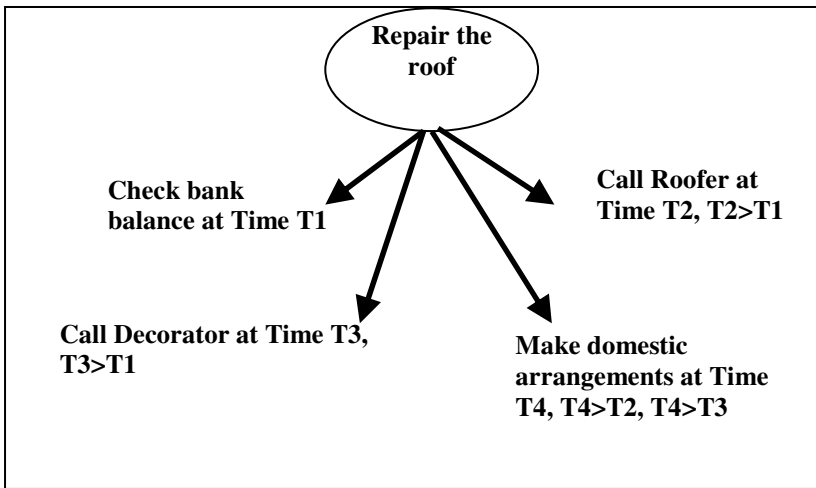 Repair the
roof
Check bank
balance at Time T1
Call Roofer at
Time T2, T2>T1
Call Decorator at Time T3,
T3>T1
Make domestic
arrangements at Time
T4, T4>T2, T4>T3